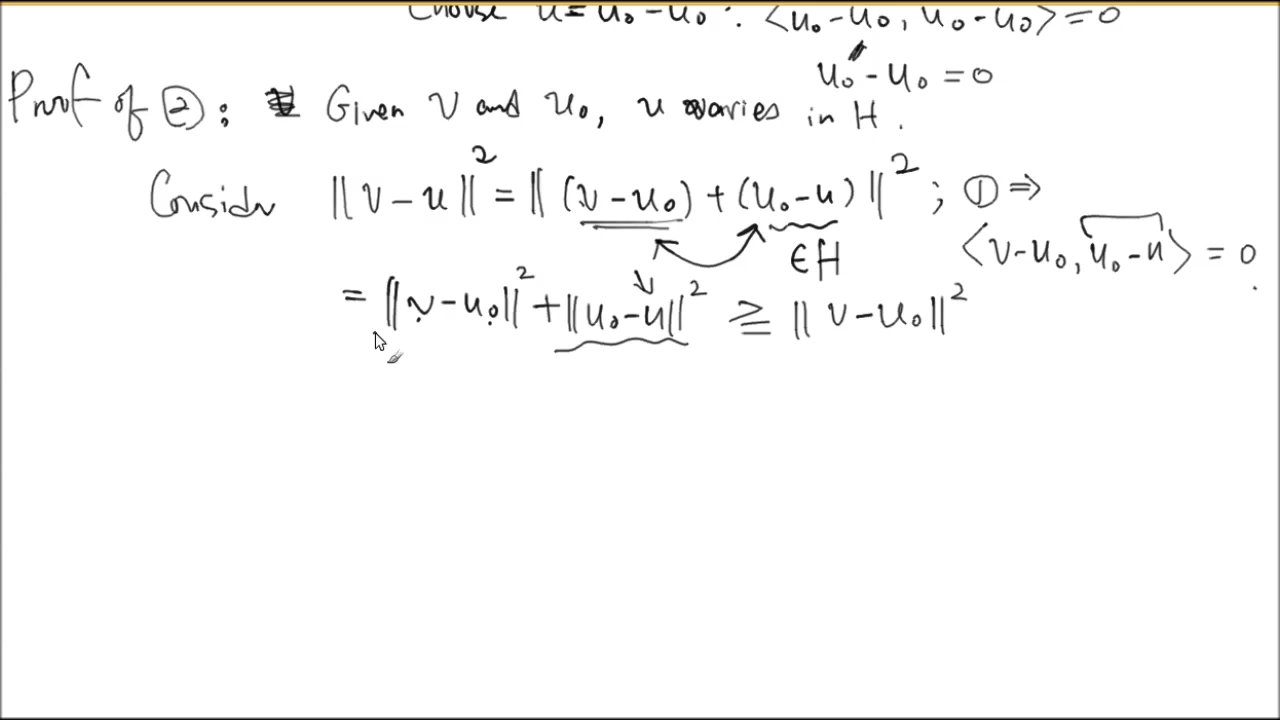 Choose u = u₀ - u₀ : ⟨u₀ - u₀, u₀ - u₀⟩ = 0
u₀ - u₀ = 0
Proof of ②: Given v and u₀, u varies in H.
Consider ‖v - u‖² = ‖(v - u₀) + (u₀ - u)‖² ; ① ⇒
∈ H ⟨v - u₀, u₀ - u⟩ = 0.
= ‖v - u₀‖² + ‖u₀ - u‖² ≥ ‖v - u₀‖²